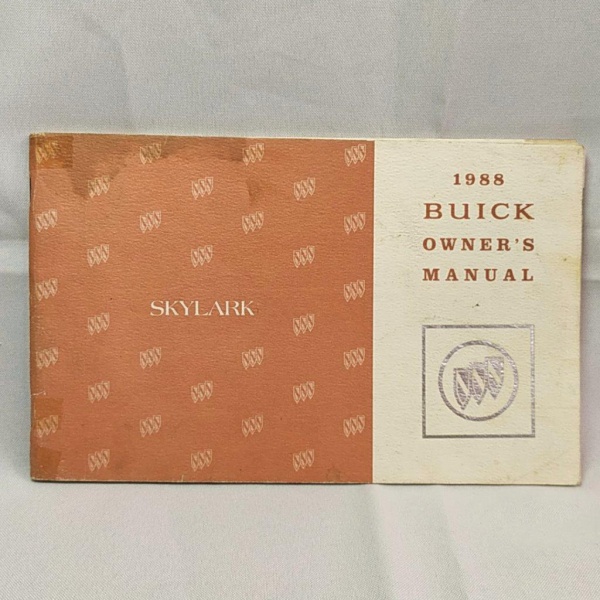 SKYLARK
1988
BUICK
OWNER'S
MANUAL